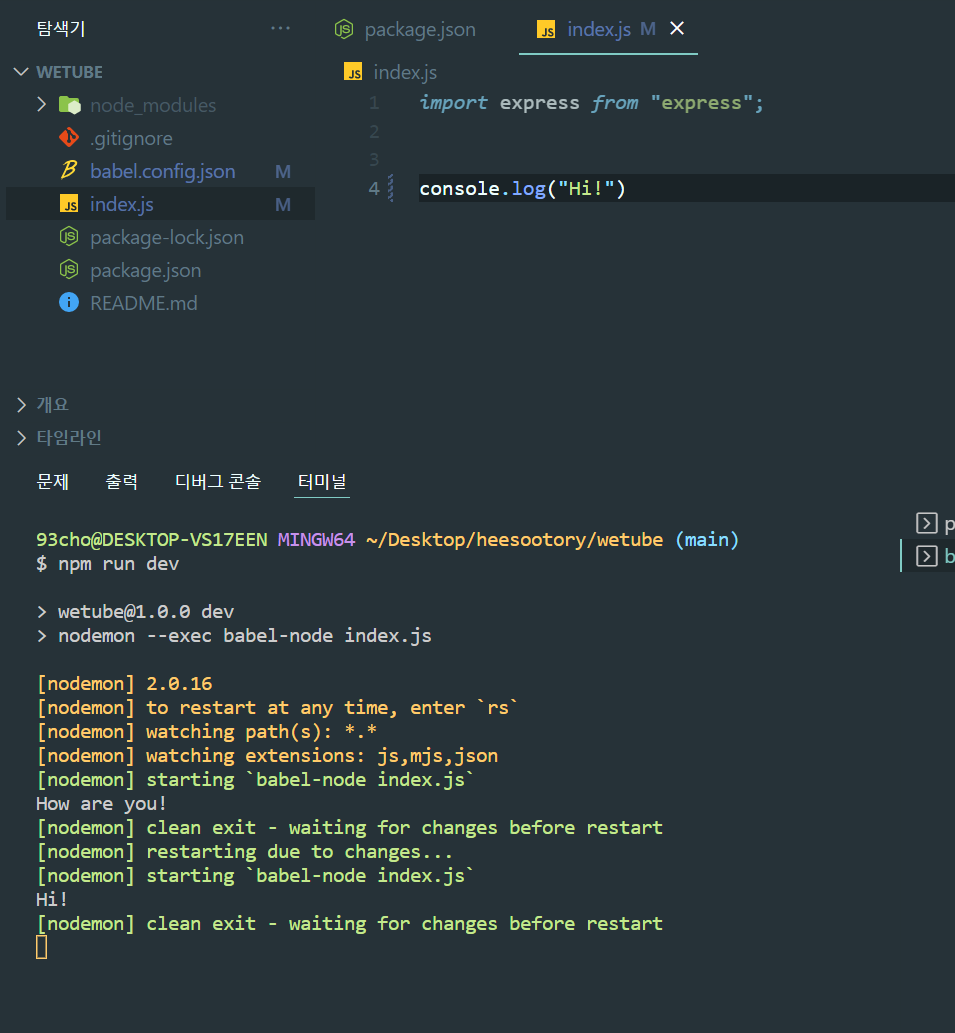 탐색기 ···
WETUBE
node_modules
.gitignore
babel.config.json M
index.js M
package-lock.json
package.json
README.md
개요
타임라인
package.json index.js M
index.js
1 import express from "express";
2
3
4 console.log("Hi!")
문제 출력 디버그 콘솔 터미널
93cho@DESKTOP-VS17EEN MINGW64 ~/Desktop/heesootory/wetube (main)
$ npm run dev
> wetube@1.0.0 dev
> nodemon --exec babel-node index.js
[nodemon] 2.0.16
[nodemon] to restart at any time, enter `rs`
[nodemon] watching path(s): *.*
[nodemon] watching extensions: js,mjs,json
[nodemon] starting `babel-node index.js`
How are you!
[nodemon] clean exit - waiting for changes before restart
[nodemon] restarting due to changes...
[nodemon] starting `babel-node index.js`
Hi!
[nodemon] clean exit - waiting for changes before restart